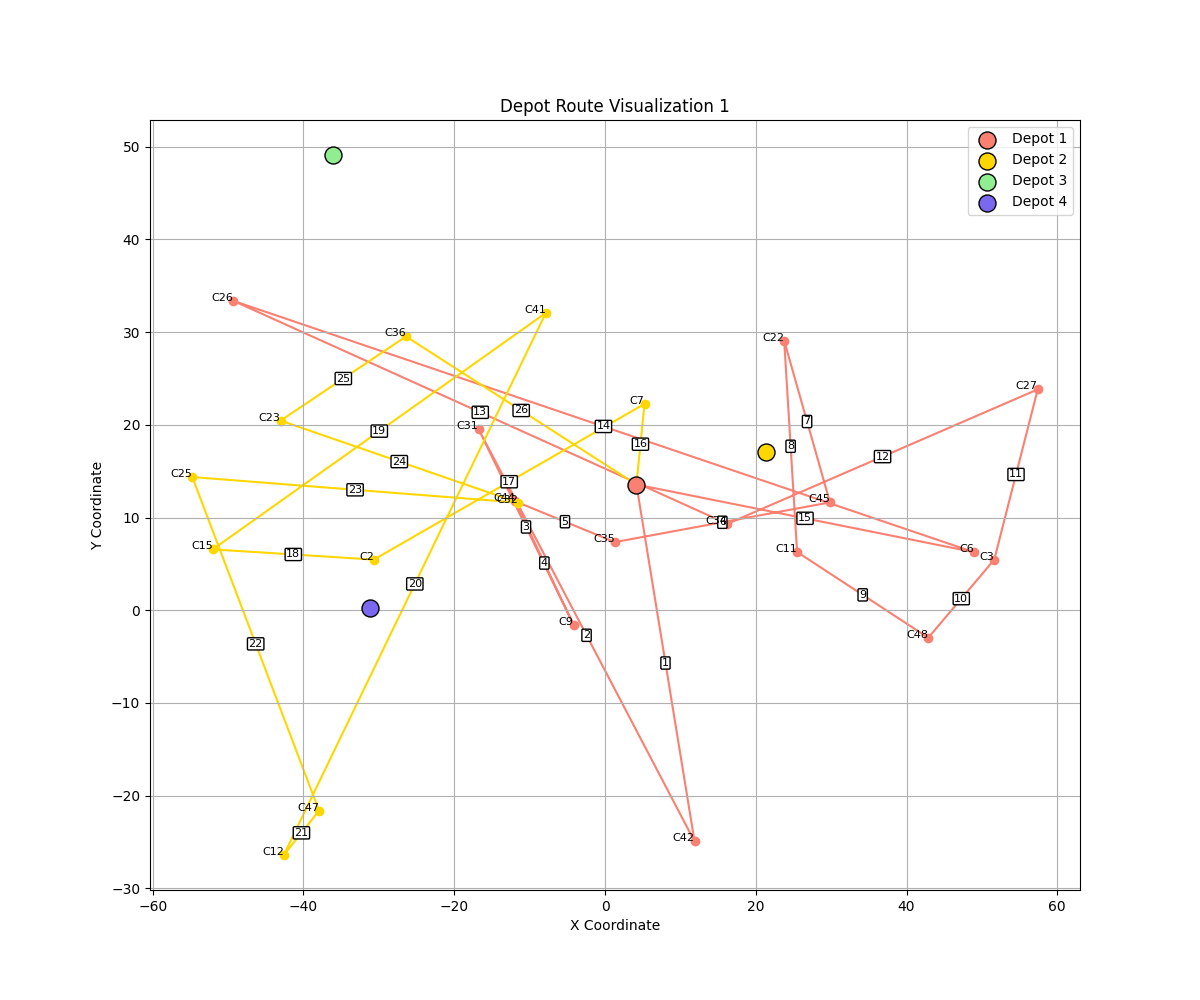 Depot Route Visualization 1
Depot 1
Depot 2
Depot 3
Depot 4
Y Coordinate
50
40
30
20
10
0
−10
−20
−30
−60
−40
−20
0
20
40
60
X Coordinate
C26
C41
C36
C22
C27
C7
C23
C31
C25
C45
C35
C15
C2
C11
C6
C3
C9
C48
C47
C42
C12
1
2
3
4
5
7
8
9
10
11
12
13
14
15
16
17
18
19
20
21
22
23
24
25
26